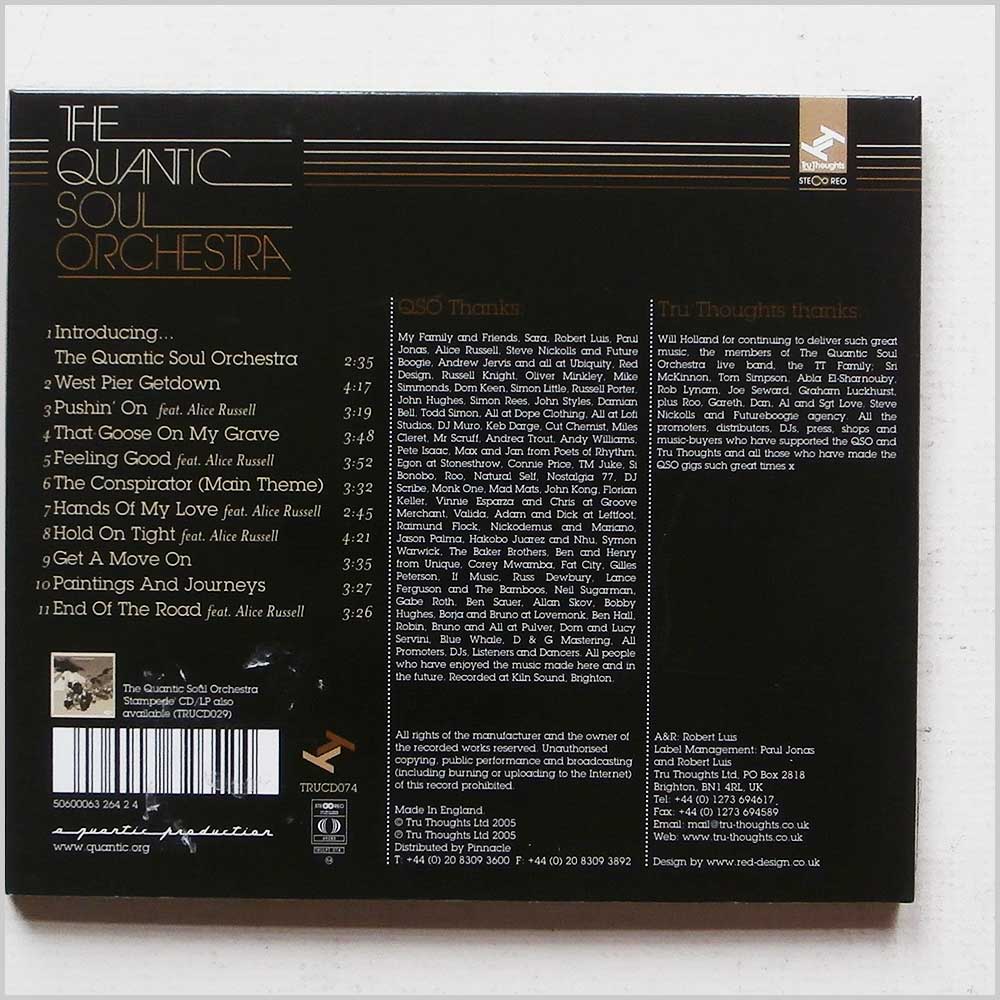 THE
QUANTIC
SOUL
ORCHESTRA
Tru Thoughts
STEREO
1 Introducing...
The Quantic Soul Orchestra 2:35
2 West Pier Getdown 4:17
3 Pushin' On feat. Alice Russell 3:19
4 That Goose On My Grave 3:48
5 Feeling Good feat. Alice Russell 3:52
6 The Conspirator (Main Theme) 3:32
7 Hands Of My Love feat. Alice Russell 2:45
8 Hold On Tight feat. Alice Russell 4:21
9 Get A Move On 3:35
10 Paintings And Journeys 3:27
11 End Of The Road feat. Alice Russell 3:26
The Quantic Soul Orchestra
'Stampede' CD/LP also
available (TRUCD029)
50600063 264 2 4
a quantic production
www.quantic.org
TRUCD074
QSO Thanks:
My Family and Friends, Sara, Robert Luis, Paul
Jonas, Alice Russell, Steve Nickolls and Future
Boogie, Andrew Jervis and all at Ubiquity, Red
Design, Russell Knight, Oliver Minkley, Mike
Simmonds, Dom Keen, Simon Little, Russell Porter,
John Hughes, Simon Rees, John Styles, Damian
Bell, Todd Simon, All at Dope Clothing, All at Lofi
Studios, DJ Muro, Keb Darge, Cut Chemist, Miles
Cleret, Mr Scruff, Andrea Trout, Andy Williams,
Pete Isaac, Max and Jan from Poets of Rhythm,
Egon at Stonesthrow, Connie Price, TM Juke, Si
Bonobo, Roo, Natural Self, Nostalgia 77, DJ
Scribe, Monk One, Mad Mats, John Kong, Florian
Keller, Vinnie Esparza and Chris at Groove
Merchant, Valida, Adam and Dick at Leftfoot,
Raimund Flock, Nickodemus and Mariano,
Jason Palma, Hakobo Juarez and Nhu, Symon
Warwick, The Baker Brothers, Ben and Henry
from Unique, Corey Mwamba, Fat City, Gilles
Peterson, If Music, Russ Dewbury, Lance
Ferguson and The Bamboos, Neil Sugarman,
Gabe Roth, Ben Sauer, Allan Skov, Bobby
Hughes, Borja and Bruno at Lovemonk, Ben Hall,
Robin, Bruno and All at Pulver, Dom and Lucy
Servini, Blue Whale, D & G Mastering, All
Promoters, DJs, Listeners and Dancers. All people
who have enjoyed the music made here and in
the future. Recorded at Kiln Sound, Brighton.
All rights of the manufacturer and the owner of
the recorded works reserved. Unauthorised
copying, public performance and broadcasting
(including burning or uploading to the Internet)
of this record prohibited.
Made In England.
© Tru Thoughts Ltd 2005
℗ Tru Thoughts Ltd 2005
Distributed by Pinnacle
T: +44 (0) 20 8309 3600 F: +44 (0) 20 8309 3892
Tru Thoughts thanks:
Will Holland for continuing to deliver such great
music, the members of The Quantic Soul
Orchestra live band, the TT Family; Sri
McKinnon, Tom Simpson, Abla El-Sharnouby,
Rob Lynam, Joe Seward, Graham Luckhurst,
plus Roo, Gareth, Dan, Al and Sgt Love, Steve
Nickolls and Futureboogie agency. All the
promoters, distributors, DJs, press, shops and
music-buyers who have supported the QSO and
Tru Thoughts and all those who have made the
QSO gigs such great times x
A&R: Robert Luis
Label Management: Paul Jonas
and Robert Luis
Tru Thoughts Ltd, PO Box 2818
Brighton, BN1 4RL, UK
Tel: +44 (0) 1273 694617
Fax: +44 (0) 1273 694589
Email: mail@tru-thoughts.co.uk
Web: www.tru-thoughts.co.uk
Design by www.red-design.co.uk